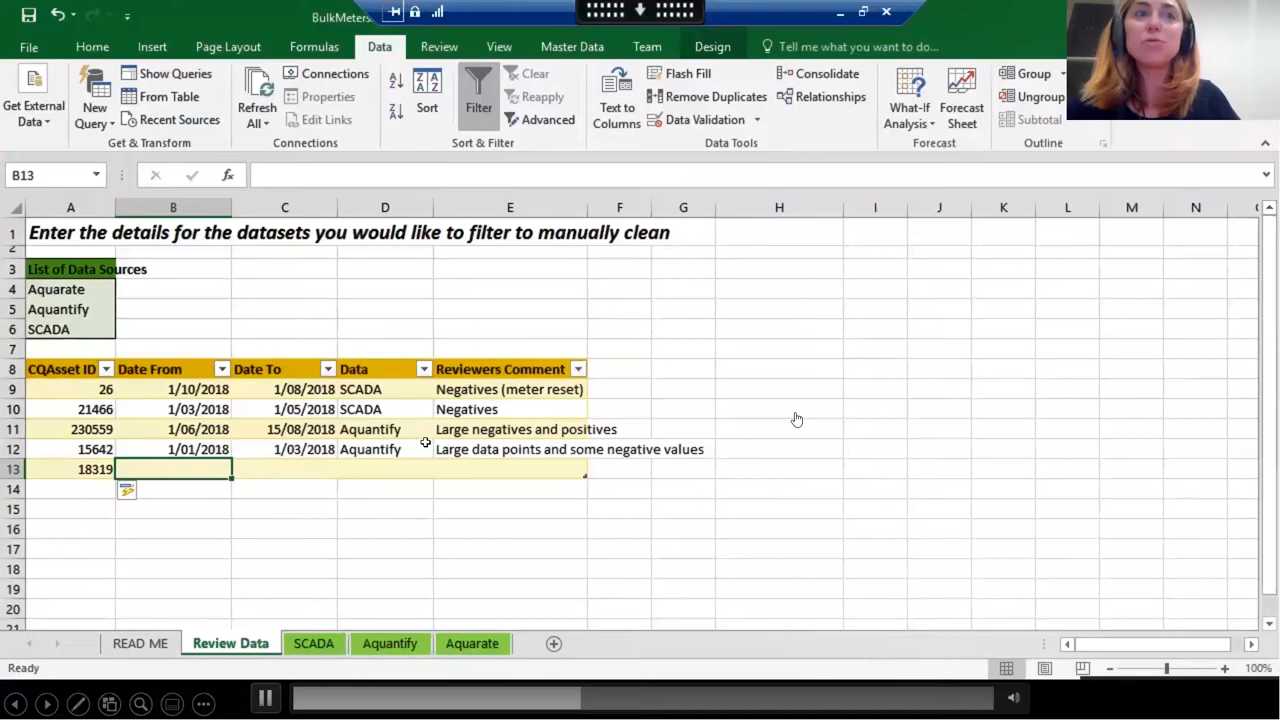 BulkMeters
File Home Insert Page Layout Formulas Data Review View Master Data Team Design Tell me what you want to do...
Get External Data
New Query
Show Queries
From Table
Recent Sources
Get & Transform
Refresh All
Connections
Properties
Edit Links
Connections
Sort
Filter
Clear
Reapply
Advanced
Sort & Filter
Text to Columns
Flash Fill
Remove Duplicates
Data Validation
Consolidate
Relationships
Data Tools
What-If Analysis
Forecast Sheet
Forecast
Group
Ungroup
Subtotal
Outline
B13 fx
A B C D E F G H I J K L M N
1 Enter the details for the datasets you would like to filter to manually clean
2
3 List of Data Sources
4 Aquarate
5 Aquantify
6 SCADA
7
8 CQAsset ID Date From Date To Data Reviewers Comment
9 26 1/10/2018 1/08/2018 SCADA Negatives (meter reset)
10 21466 1/03/2018 1/05/2018 SCADA Negatives
11 230559 1/06/2018 15/08/2018 Aquantify Large negatives and positives
12 15642 1/01/2018 1/03/2018 Aquantify Large data points and some negative values
13 18319
14
15
16
17
18
19
20
21
READ ME Review Data SCADA Aquantify Aquarate
Ready 100%